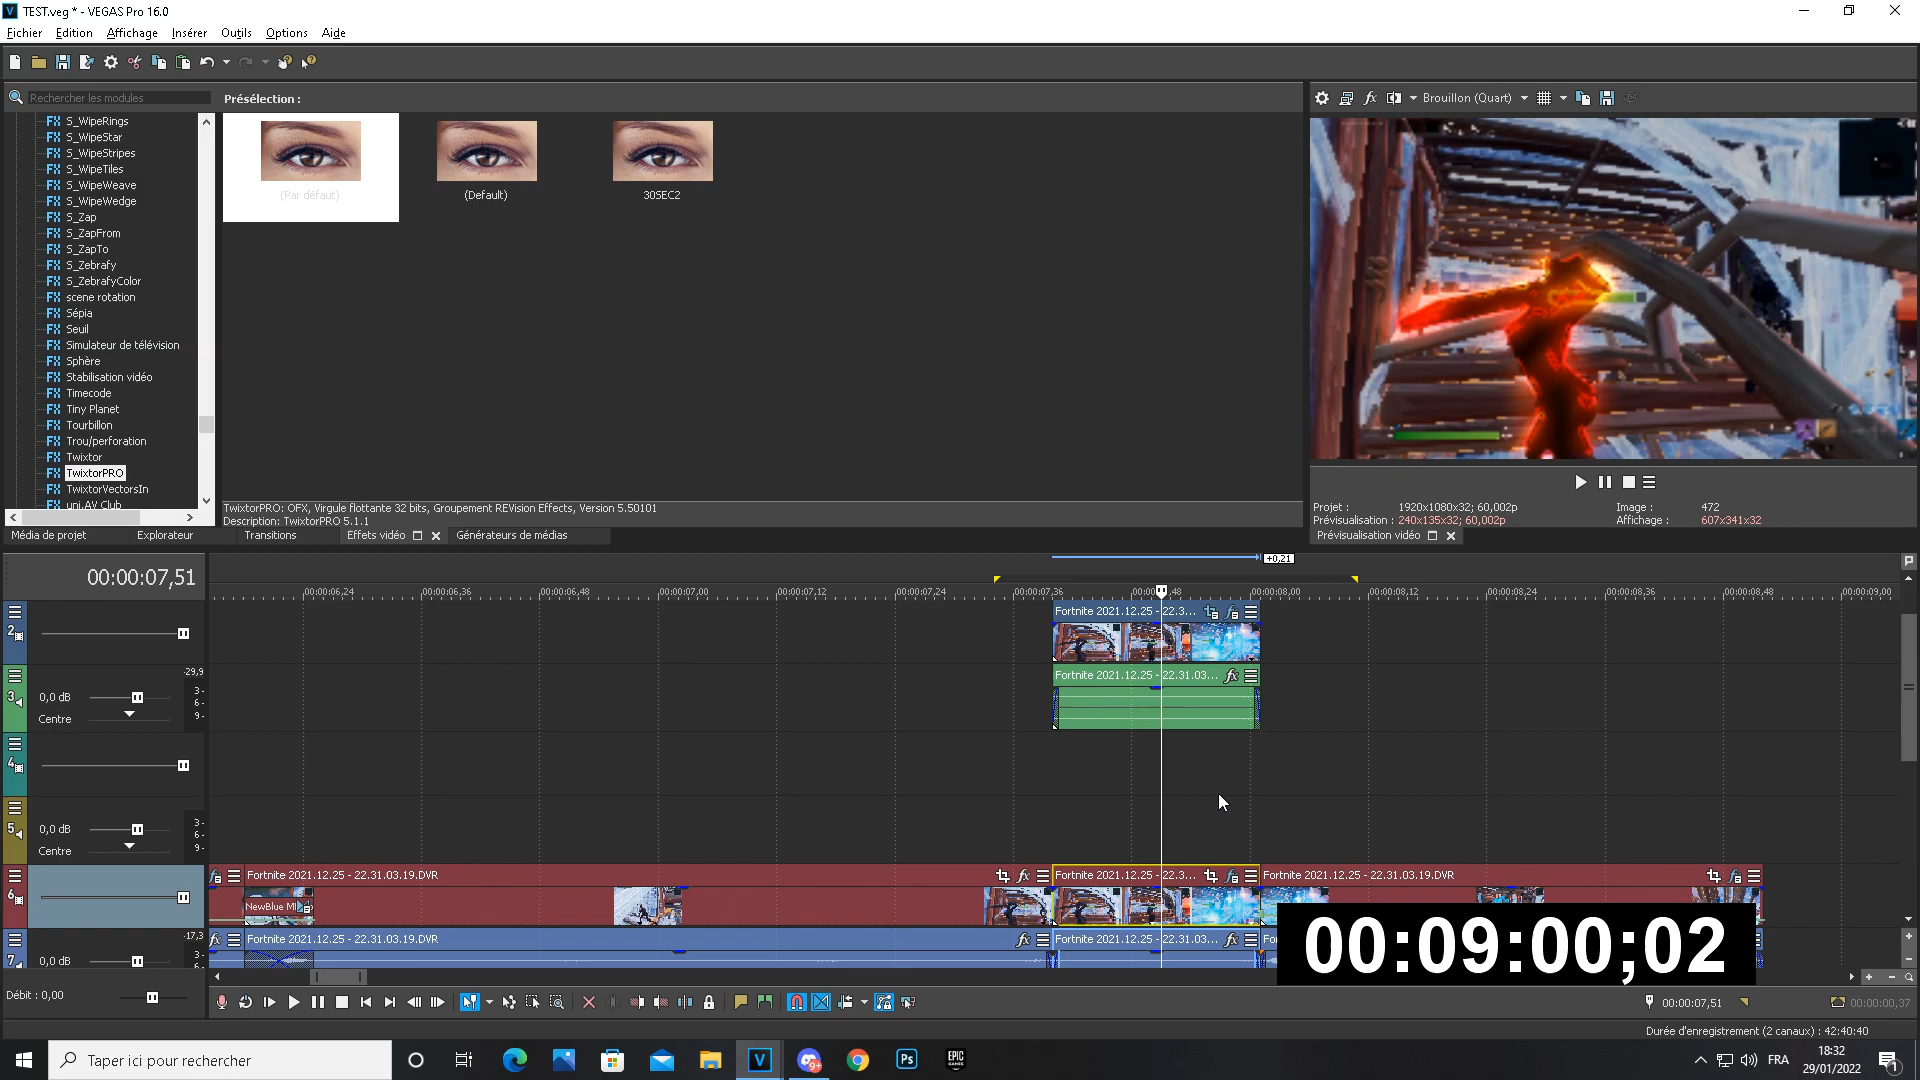 TEST.veg * - VEGAS Pro 16.0
Fichier Edition Affichage Insérer Outils Options Aide
Rechercher les modules
Présélection :
Brouillon (Quart)
S_WipeRings
S_WipeStar
S_WipeStripes
S_WipeTiles
S_WipeWeave
S_WipeWedge
S_Zap
S_ZapFrom
S_ZapTo
S_Zebrafy
S_ZebrafyColor
scene rotation
Sépia
Seuil
Simulateur de télévision
Sphère
Stabilisation vidéo
Timecode
Tiny Planet
Tourbillon
Trou/perforation
Twixtor
TwixtorPRO
TwixtorVectorsIn
uni.AV Club
(Par défaut) (Default) 30SEC2
TwixtorPRO: OFX, Virgule flottante 32 bits, Groupement REVision Effects, Version 5.50101
Description: TwixtorPRO 5.1.1
Projet : 1920x1080x32; 60,002p Image : 472
Prévisualisation : 240x135x32; 60,002p Affichage : 607x341x32
Média de projet Explorateur Transitions Effets vidéo Générateurs de médias
Prévisualisation vidéo
+0,21
00:00:07,51
00:00:06,24 00:00:06,36 00:00:06,48 00:00:07,00 00:00:07,12 00:00:07,24 00:00:07,36 00:00:07,48 00:00:08,00 00:00:08,12 00:00:08,24 00:00:08,36 00:00:08,48 00:00:09,00
2 Fortnite 2021.12.25 - 22.3...
-29,9
3 0,0 dB Fortnite 2021.12.25 - 22.31.03...
3-
6-
9-
Centre
4
5 0,0 dB
3-
6-
9-
Centre
6 Fortnite 2021.12.25 - 22.31.03.19.DVR Fortnite 2021.12.25 - 22.3... Fortnite 2021.12.25 - 22.31.03.19.DVR
7 0,0 dB -17,3 Fortnite 2021.12.25 - 22.31.03.19.DVR Fortnite 2021.12.25 - 22.31.03...
3-
00:09:00;02
Débit : 0,00
00:00:07,51 00:00:00,37
Durée d'enregistrement (2 canaux) : 42:40:40
Taper ici pour rechercher
V 9+ Ps EPIC GAMES
FRA
18:32
29/01/2022
1